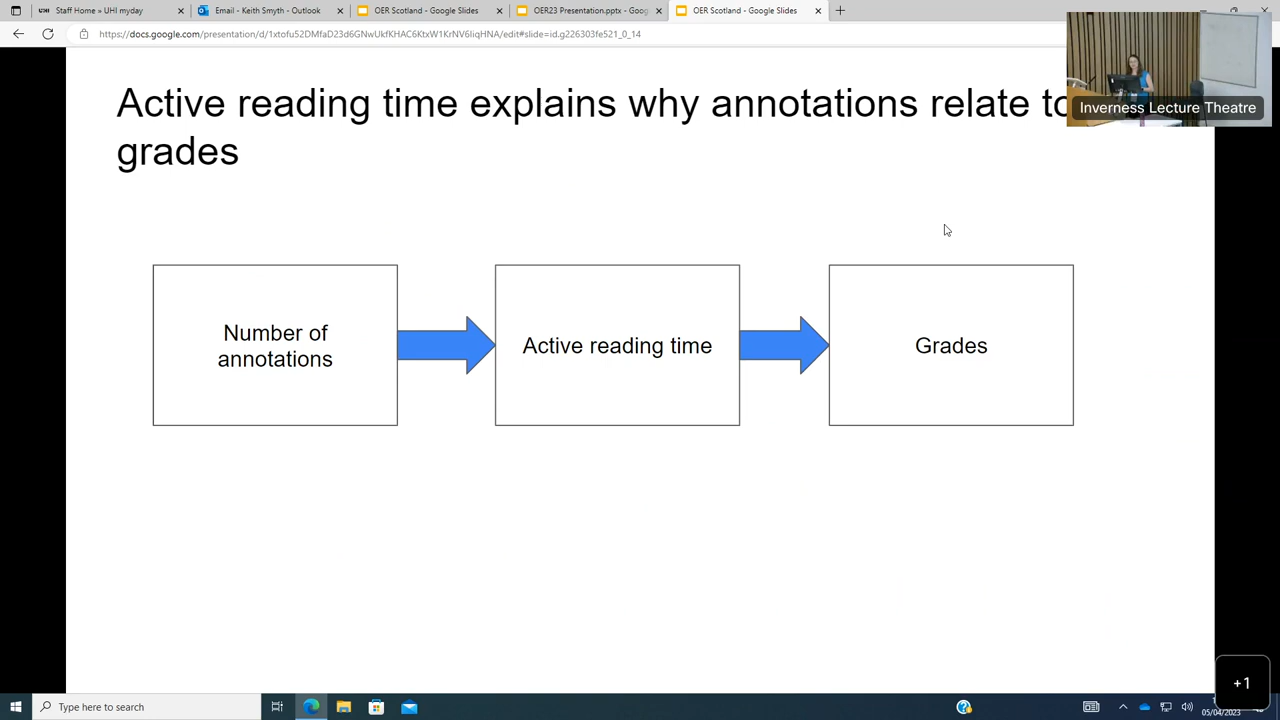 Staff Home » UHI myday
Email - Keith Smyth - Outlook
OER Scotland - Google Slides
OER23 Presentation.pptx - Goog
OER Scotland - Google Slides
https://docs.google.com/presentation/d/1xtofu52DMfaD23d6GNwUkfKHAC6KtxW1KrNV6IiqHNA/edit#slide=id.g226303fe521_0_14
Active reading time explains why annotations relate to
grades
Inverness Lecture Theatre
Number of
annotations
Active reading time
Grades
+1
Type here to search
05/04/2023